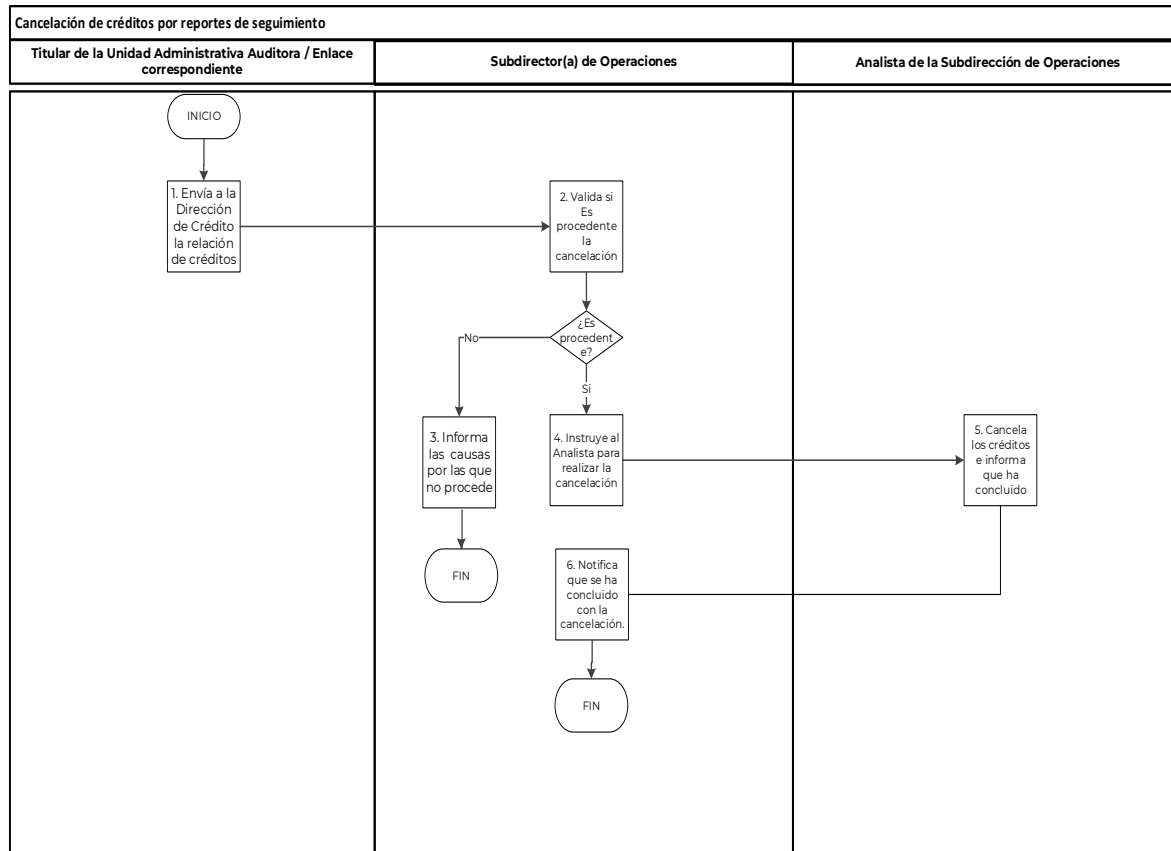 Cancelación de créditos por reportes de seguimiento
Titular de la Unidad Administrativa Auditora / Enlace
correspondiente
Subdirector(a) de Operaciones
Analista de la Subdirección de Operaciones
INICIO
1. Envía a la
Dirección
de Crédito
la relación
de créditos
2. Valida si
Es
procedente
la
cancelación
¿Es
procedent
e?
No
Si
3. Informa
las causas
por las que
no procede
4. Instruye al
Analista para
realizar la
cancelación
5. Cancela
los créditos
e informa
que ha
concluido
FIN
6. Notifica
que se ha
concluido
con la
cancelación.
FIN